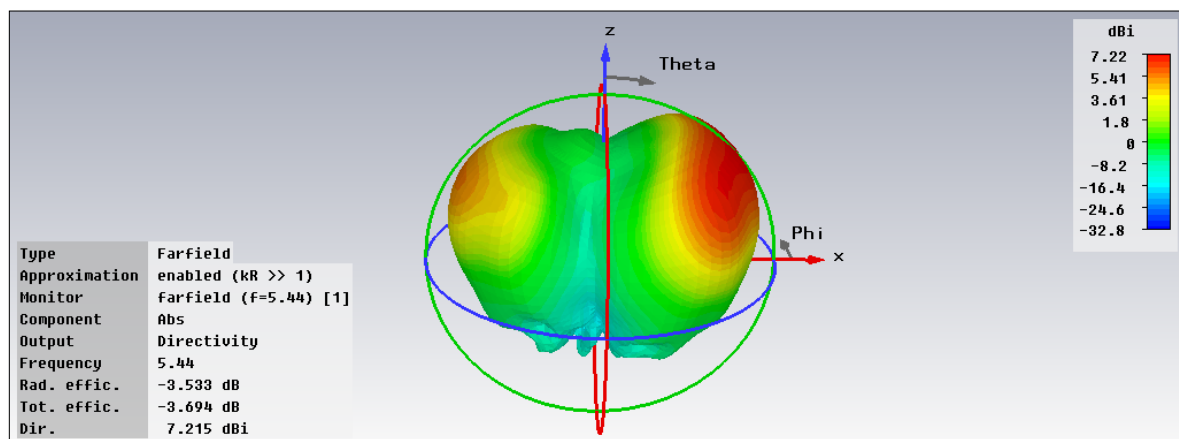 z
Theta
Phi
x
dBi
7.22
5.41
3.61
1.8
0
-8.2
-16.4
-24.6
-32.8
Type Farfield
Approximation enabled (kR >> 1)
Monitor farfield (f=5.44) [1]
Component Abs
Output Directivity
Frequency 5.44
Rad. effic. -3.533 dB
Tot. effic. -3.694 dB
Dir. 7.215 dBi